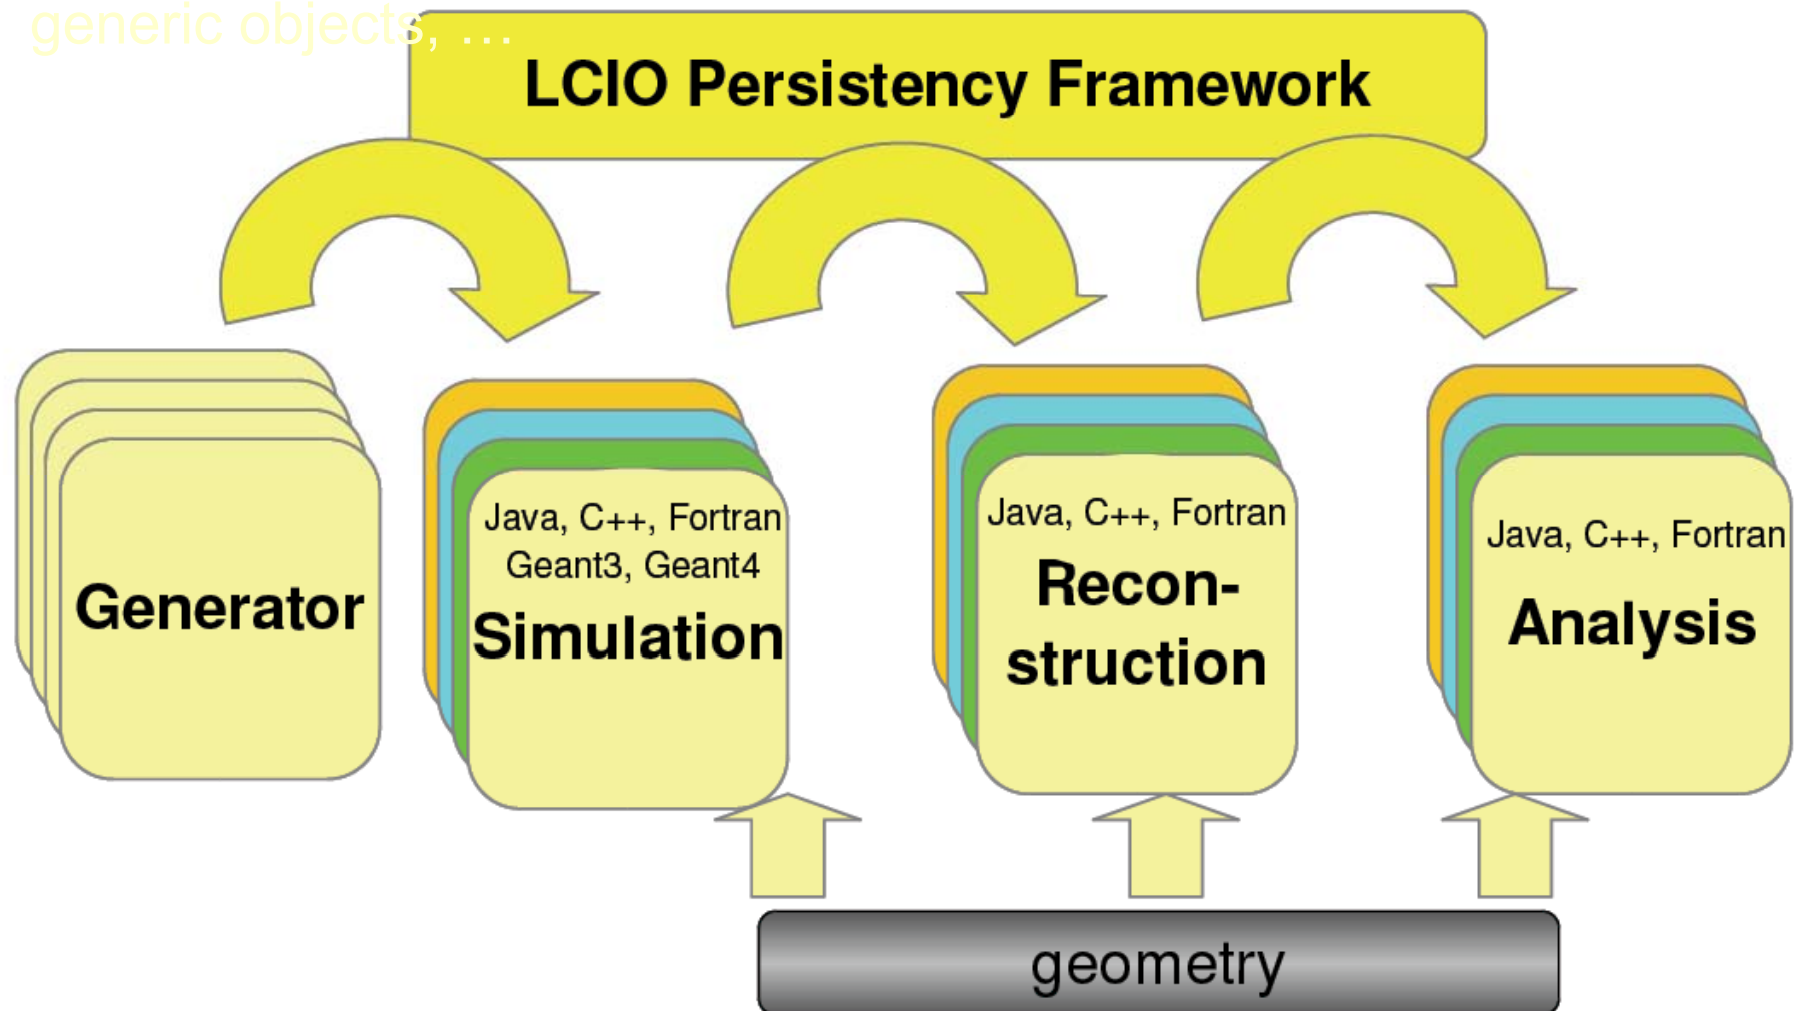 generic objects, …
LCIO Persistency Framework
Generator
Java, C++, Fortran
Geant3, Geant4
Simulation
Java, C++, Fortran
Recon-
struction
Java, C++, Fortran
Analysis
geometry